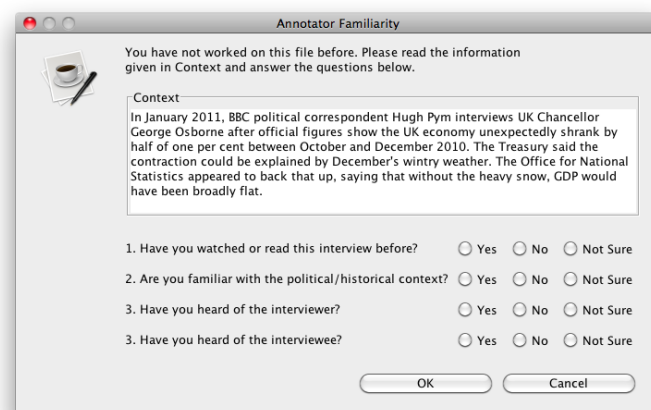 Annotator Familiarity
You have not worked on this file before. Please read the information
given in Context and answer the questions below.
Context
In January 2011, BBC political correspondent Hugh Pym interviews UK Chancellor
George Osborne after official figures show the UK economy unexpectedly shrank by
half of one per cent between October and December 2010. The Treasury said the
contraction could be explained by December's wintry weather. The Office for National
Statistics appeared to back that up, saying that without the heavy snow, GDP would
have been broadly flat.
1. Have you watched or read this interview before? Yes No Not Sure
2. Are you familiar with the political/historical context? Yes No Not Sure
3. Have you heard of the interviewer? Yes No Not Sure
3. Have you heard of the interviewee? Yes No Not Sure
OK Cancel